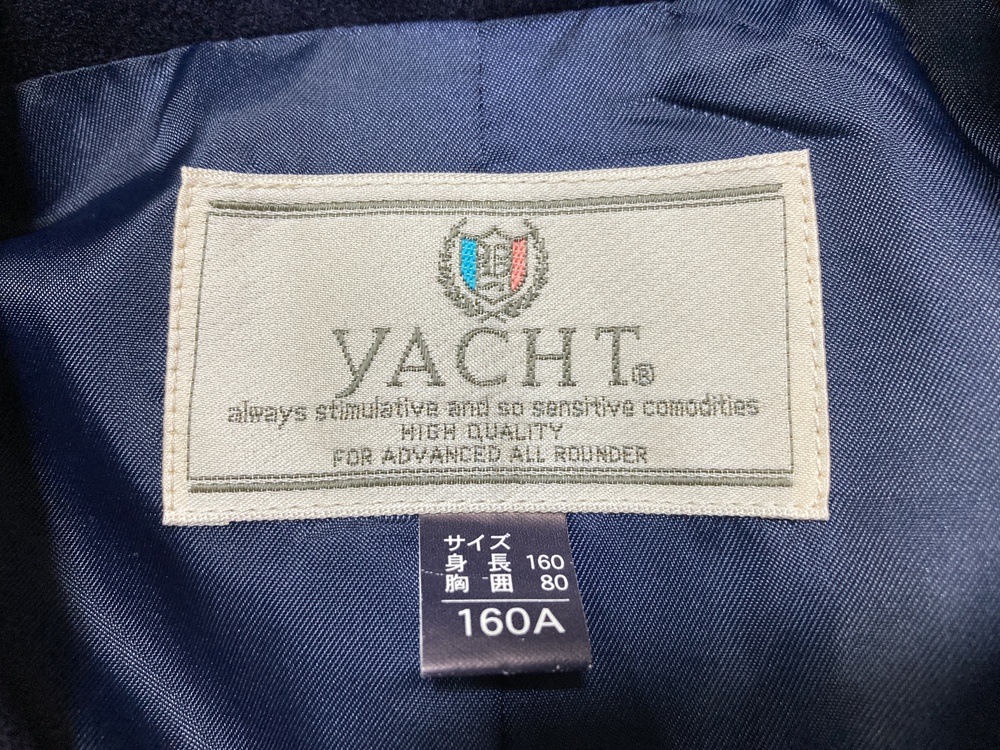 YACHT®
always stimulative and so sensitive comodities
HIGH QUALITY
FOR ADVANCED ALL ROUNDER
サイズ
身長 160
胸囲 80
160A